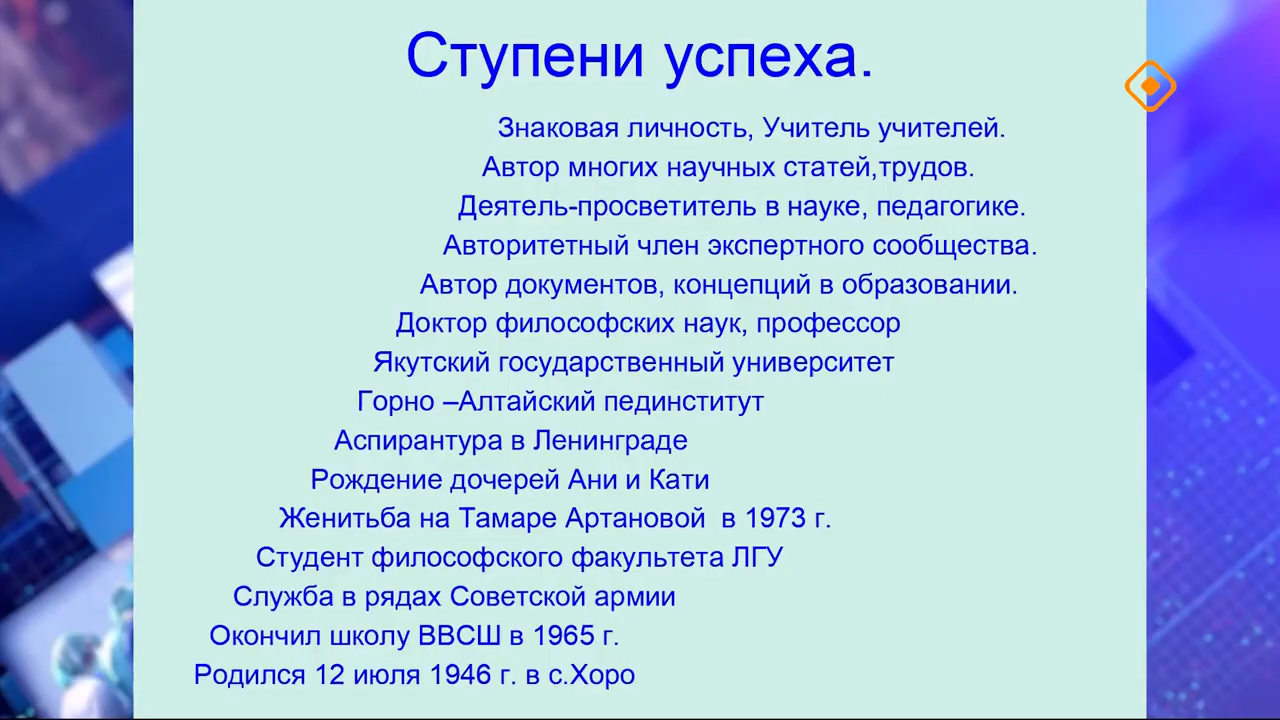 Ступени успеха.
Знаковая личность, Учитель учителей.
Автор многих научных статей,трудов.
Деятель-просветитель в науке, педагогике.
Авторитетный член экспертного сообщества.
Автор документов, концепций в образовании.
Доктор философских наук, профессор
Якутский государственный университет
Горно –Алтайский пединститут
Аспирантура в Ленинграде
Рождение дочерей Ани и Кати
Женитьба на Тамаре Артановой  в 1973 г.
Студент философского факультета ЛГУ
Служба в рядах Советской армии
Окончил школу ВВСШ в 1965 г.
Родился 12 июля 1946 г. в с.Хоро